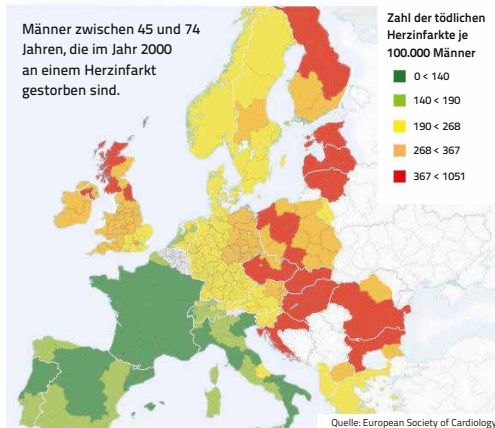 Männer zwischen 45 und 74
Jahren, die im Jahr 2000
an einem Herzinfarkt
gestorben sind.
Zahl der tödlichen
Herzinfarkte je
100.000 Männer
0 < 140
140 < 190
190 < 268
268 < 367
367 < 1051
Quelle: European Society of Cardiology